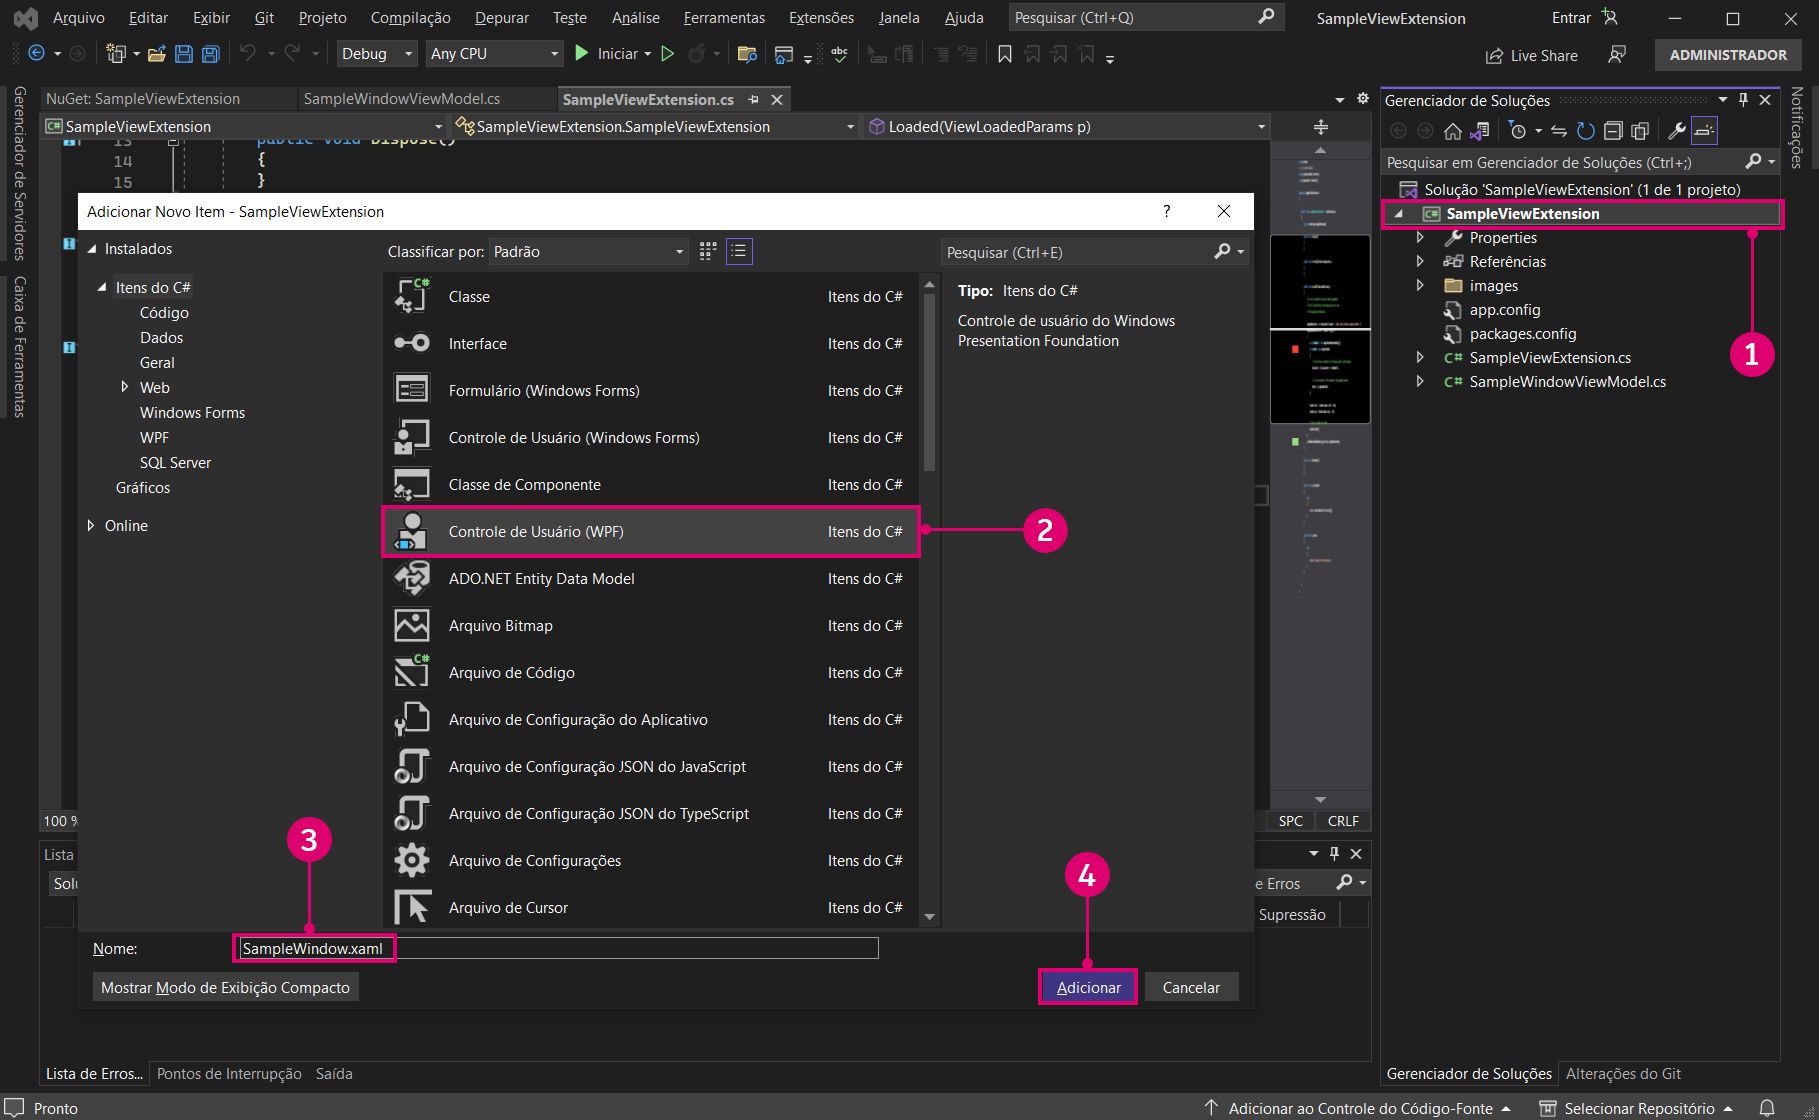 Arquivo Editar Exibir Git Projeto Compilação Depurar Teste Análise Ferramentas Extensões Janela Ajuda Pesquisar (Ctrl+Q) SampleViewExtension Entrar
Debug Any CPU Iniciar abc Live Share ADMINISTRADOR
Gerenciador de Servidores
Caixa de Ferramentas
NuGet: SampleViewExtension SampleWindowViewModel.cs SampleViewExtension.cs
SampleViewExtension SampleViewExtension.SampleViewExtension Loaded(ViewLoadedParams p)
13 public void Dispose()
14 {
15 }
Adicionar Novo Item - SampleViewExtension ?
Instalados
Itens do C#
Código
Dados
Geral
Web
Windows Forms
WPF
SQL Server
Gráficos
Online
Classificar por: Padrão
Pesquisar (Ctrl+E)
Classe Itens do C#
Interface Itens do C#
Formulário (Windows Forms) Itens do C#
Controle de Usuário (Windows Forms) Itens do C#
Classe de Componente Itens do C#
Controle de Usuário (WPF) Itens do C#
ADO.NET Entity Data Model Itens do C#
Arquivo Bitmap Itens do C#
Arquivo de Código Itens do C#
Arquivo de Configuração do Aplicativo Itens do C#
Arquivo de Configuração JSON do JavaScript Itens do C#
Arquivo de Configuração JSON do TypeScript Itens do C#
Arquivo de Configurações Itens do C#
Arquivo de Cursor Itens do C#
Tipo: Itens do C#
Controle de usuário do Windows
Presentation Foundation
2
3
4
Nome: SampleWindow.xaml
Mostrar Modo de Exibição Compacto Adicionar Cancelar
100 %
SPC CRLF
Lista
Solu
e Erros
Supressão
Lista de Erros... Pontos de Interrupção Saída
Gerenciador de Soluções
Pesquisar em Gerenciador de Soluções (Ctrl+;)
Solução 'SampleViewExtension' (1 de 1 projeto)
C# SampleViewExtension
Properties
Referências
images
app.config
packages.config
C# SampleViewExtension.cs
C# SampleWindowViewModel.cs
1
Notificações
Gerenciador de Soluções Alterações do Git
Pronto Adicionar ao Controle do Código-Fonte Selecionar Repositório